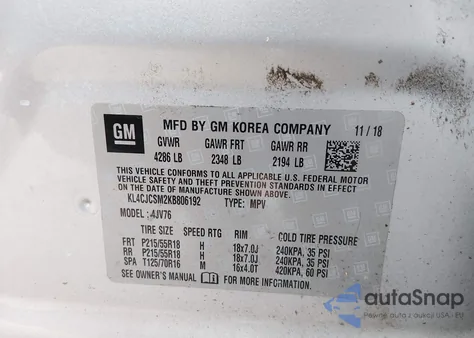 GM MFD BY GM KOREA COMPANY 11/18
GVWR GAWR FRT GAWR RR
4286 LB 2348 LB 2194 LB
THIS VEHICLE CONFORMS TO ALL APPLICABLE U.S. FEDERAL MOTOR
VEHICLE SAFETY AND THEFT PREVENTION STANDARDS IN EFFECT ON
THE DATE OF MANUFACTURE SHOWN ABOVE.
KL4CJCSM2KB806192 TYPE: MPV
MODEL: 4JV76
TIRE SIZE SPEED RTG RIM COLD TIRE PRESSURE
FRT P215/55R18 H 18x7.0J 240KPA, 35 PSI
RR P215/55R18 H 18x7.0J 240KPA, 35 PSI
SPA T125/70R16 M 16x4.0T 420KPA, 60 PSI
SEE OWNER'S MANUAL FOR MORE INFORMATION.
autoSnap
Pewne auto z aukcji USA